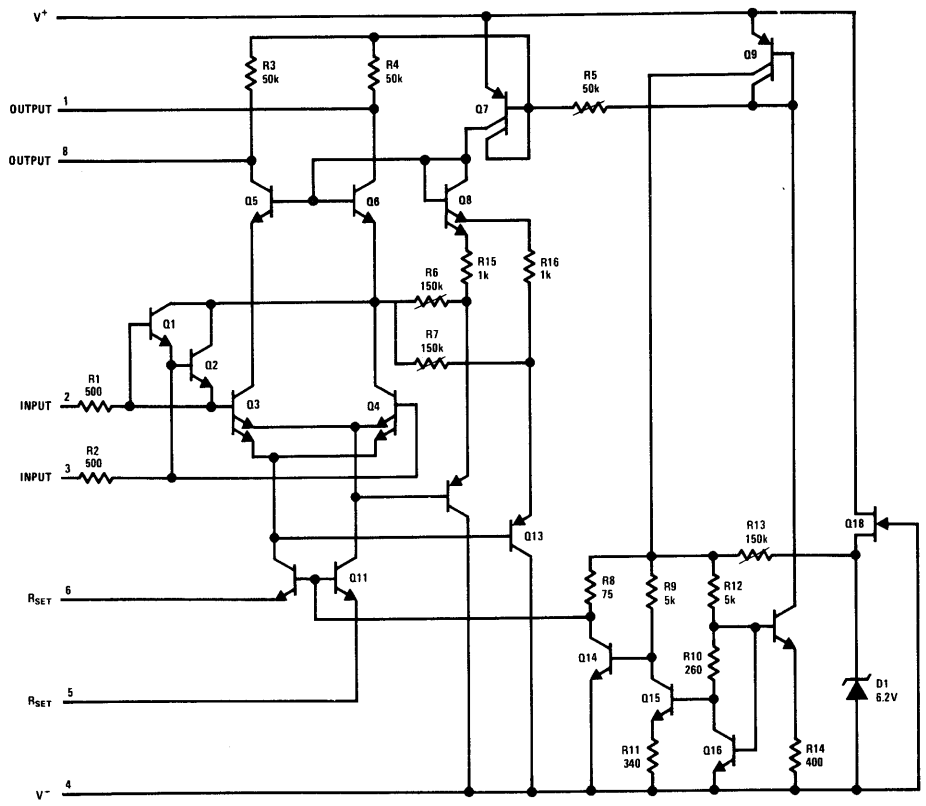 V+
R3
50k
R4
50k
Q9
R5
50k
Q7
OUTPUT 1
OUTPUT 8
Q5
Q6
Q8
R15
1k
R16
1k
R6
150k
Q1
R7
150k
Q2
R1
500
INPUT 2
Q3
Q4
R2
500
INPUT 3
Q13
Q18
R13
150k
Q11
R8
75
R9
5k
R12
5k
RSET 6
Q14
R10
260
D1
6.2V
RSET 5
Q15
R11
340
Q16
R14
400
V- 4